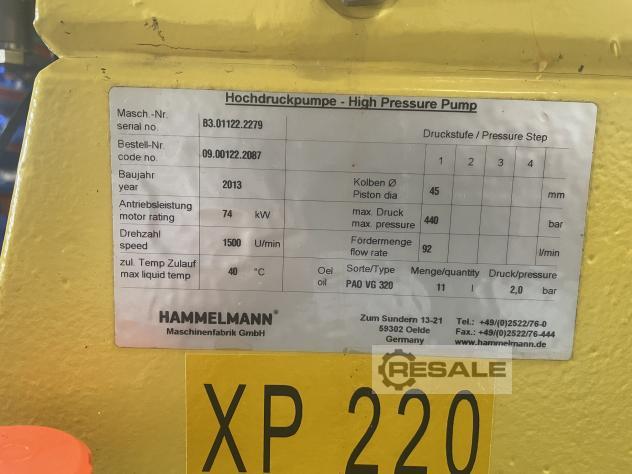 Hochdruckpumpe - High Pressure Pump
Masch.-Nr.
serial no. B3.01122.2279
Druckstufe / Pressure Step
Bestell-Nr.
code no. 09.00122.2087
1 2 3 4
Baujahr
year 2013
Kolben Ø
Piston dia 45 mm
Antriebsleistung
motor rating 74 kW
max. Druck
max. pressure 440 bar
Drehzahl
speed 1500 U/min
Fördermenge
flow rate 92 l/min
zul. Temp Zulauf
max liquid temp 40 °C
Oel
oil
Sorte/Type Menge/quantity Druck/pressure
PAO VG 320 11 l 2,0 bar
HAMMELMANN®
Maschinenfabrik GmbH
Zum Sundern 13-21
59302 Oelde
Germany
Tel.: +49/(0)2522/76-0
Fax.: +49/(0)2522/76-444
www.hammelmann.de
RESALE
XP 220